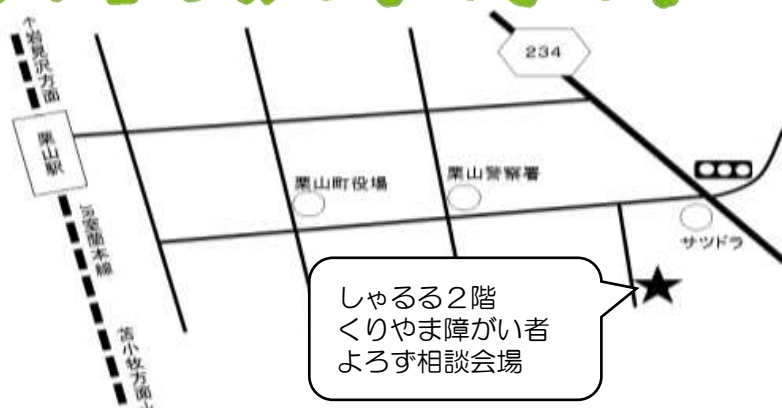 ↑岩見沢方面
栗山駅
JR室蘭本線
苫小牧方面
234
栗山町役場
栗山警察署
サツドラ
しゃるる２階
くりやま障がい者
よろず相談会場